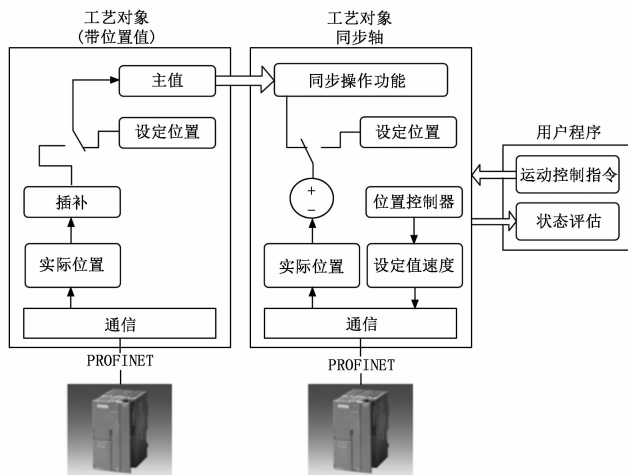 工艺对象
(带位置值)
主值
设定位置
插补
实际位置
通信
PROFINET
工艺对象
同步轴
同步操作功能
设定位置
+
−
位置控制器
实际位置
设定值速度
通信
PROFINET
用户程序
运动控制指令
状态评估